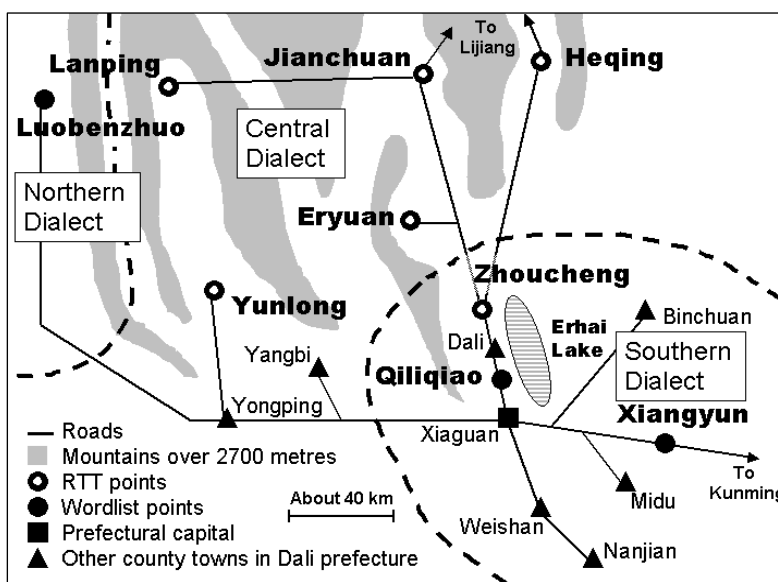 To
Lijiang
Jianchuan
Heqing
Lanping
Luobenzhuo
Central
Dialect
Northern
Dialect
Eryuan
Zhoucheng
Yunlong
Binchuan
Erhai
Lake
Dali
Yangbi
Southern
Dialect
Qiliqiao
Yongping
Xiangyun
Xiaguan
To
Kunming
Roads
Mountains over 2700 metres
RTT points
Wordlist points
Prefectural capital
Other county towns in Dali prefecture
About 40 km
Midu
Weishan
Nanjian